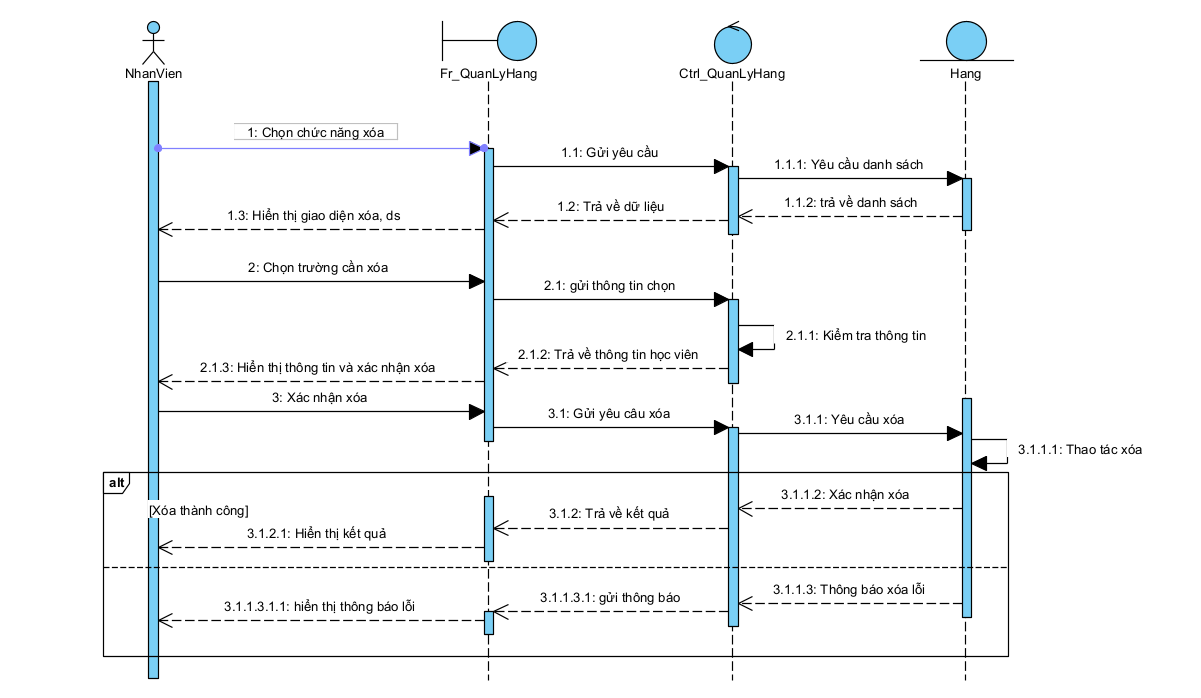 NhanVien
Fr_QuanLyHang
Ctrl_QuanLyHang
Hang
1: Chọn chức năng xóa
1.1: Gửi yêu cầu
1.1.1: Yêu cầu danh sách
1.1.2: trả về danh sách
1.2: Trả về dữ liệu
1.3: Hiển thị giao diện xóa, ds
2: Chọn trường cần xóa
2.1: gửi thông tin chọn
2.1.1: Kiểm tra thông tin
2.1.2: Trả về thông tin học viên
2.1.3: Hiển thị thông tin và xác nhận xóa
3: Xác nhận xóa
3.1: Gửi yêu câu xóa
3.1.1: Yêu cầu xóa
3.1.1.1: Thao tác xóa
alt
[Xóa thành công]
3.1.1.2: Xác nhận xóa
3.1.2: Trả về kết quả
3.1.2.1: Hiển thị kết quả
3.1.1.3: Thông báo xóa lỗi
3.1.1.3.1: gửi thông báo
3.1.1.3.1.1: hiển thị thông báo lỗi